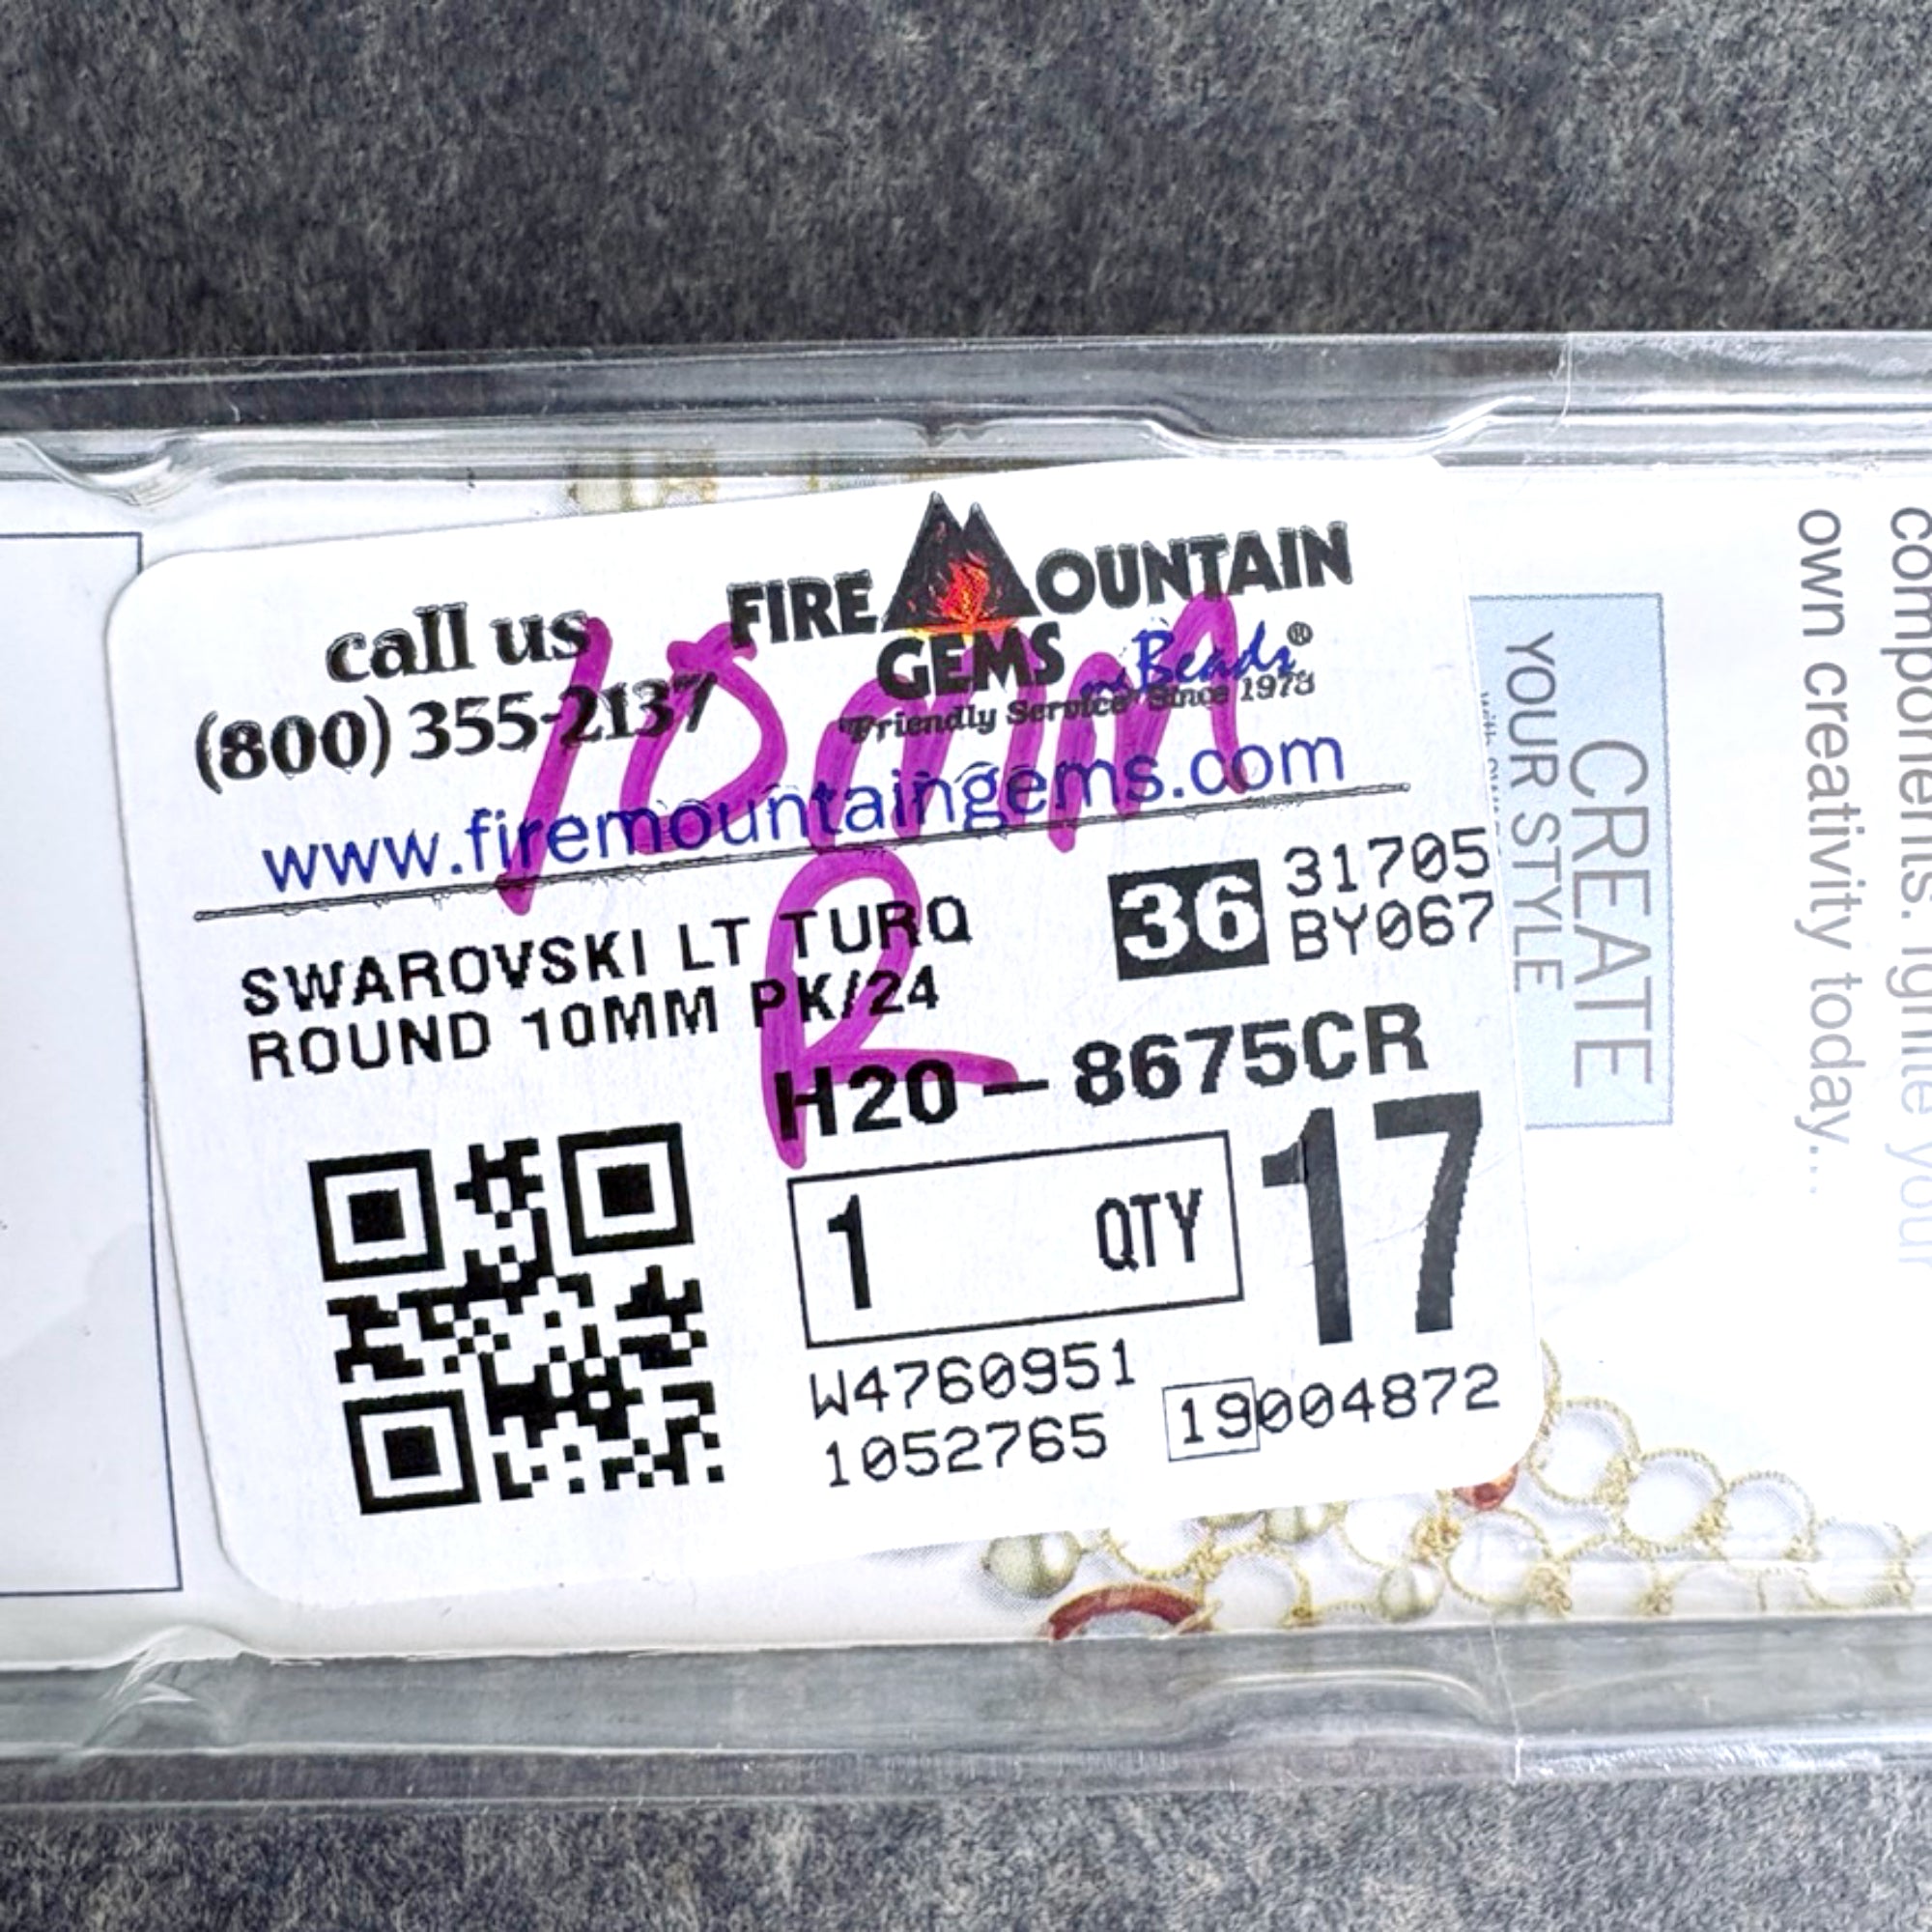 call us
(800) 355-2137
FIRE MOUNTAIN
GEMS and Beads®
"Friendly Service" Since 1973
www.firemountaingems.com
10mm
R
SWAROVSKI LT TURQ
ROUND 10MM PK/24
36
31705
BY067
H20-8675CR
1 QTY
17
W4760951
1052765
19004872
CREATE
YOUR STYLE
components. Ignite your
own creativity today...